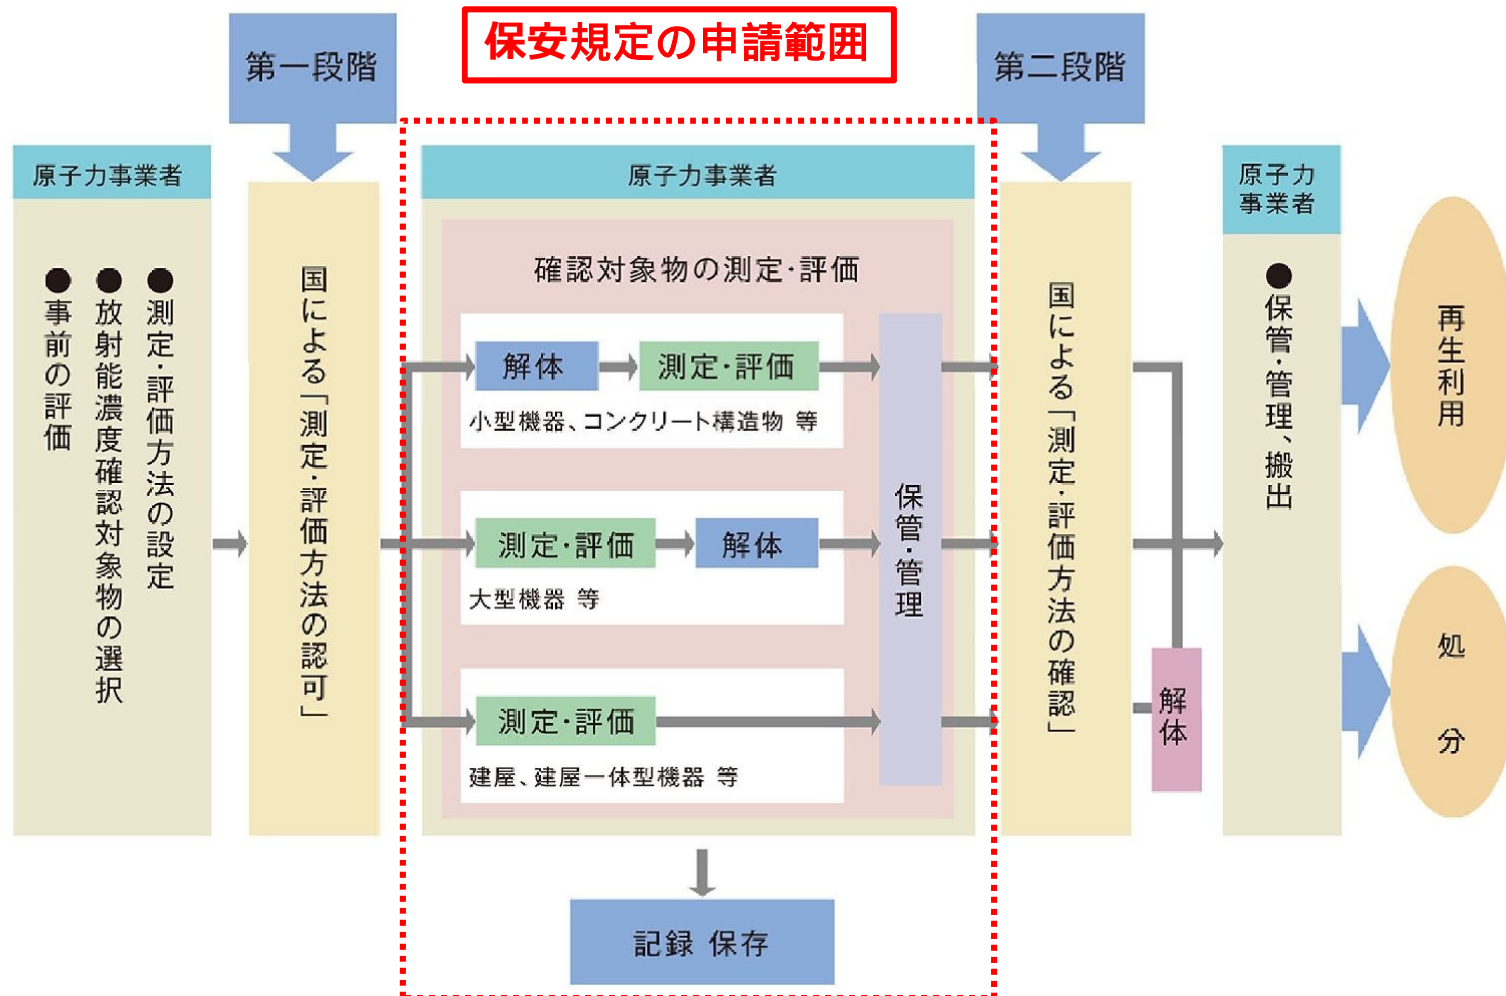 保安規定の申請範囲
第一段階
第二段階
原子力事業者
●測定・評価方法の設定
●放射能濃度確認対象物の選択
●事前の評価
国による「測定・評価方法の認可」
原子力事業者
確認対象物の測定・評価
解体
測定・評価
小型機器、コンクリート構造物 等
測定・評価
解体
大型機器 等
測定・評価
建屋、建屋一体型機器 等
保管・管理
記録 保存
国による「測定・評価方法の確認」
解体
原子力
事業者
●保管・管理、搬出
再生利用
処分